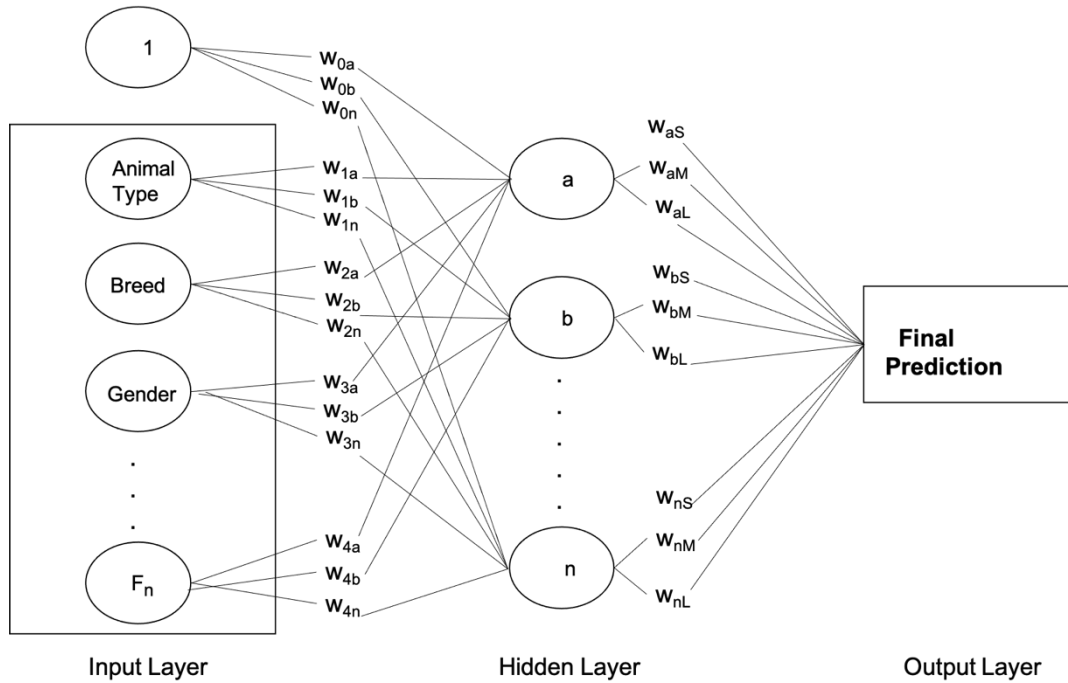 1
w0a
w0b
w0n
Animal
Type
w1a
w1b
w1n
Breed
w2a
w2b
w2n
Gender
w3a
w3b
w3n
.
.
.
Fn
w4a
w4b
w4n
Input Layer
a
b
.
.
.
.
.
n
Hidden Layer
waS
waM
waL
wbS
wbM
wbL
wnS
wnM
wnL
Final
Prediction
Output Layer